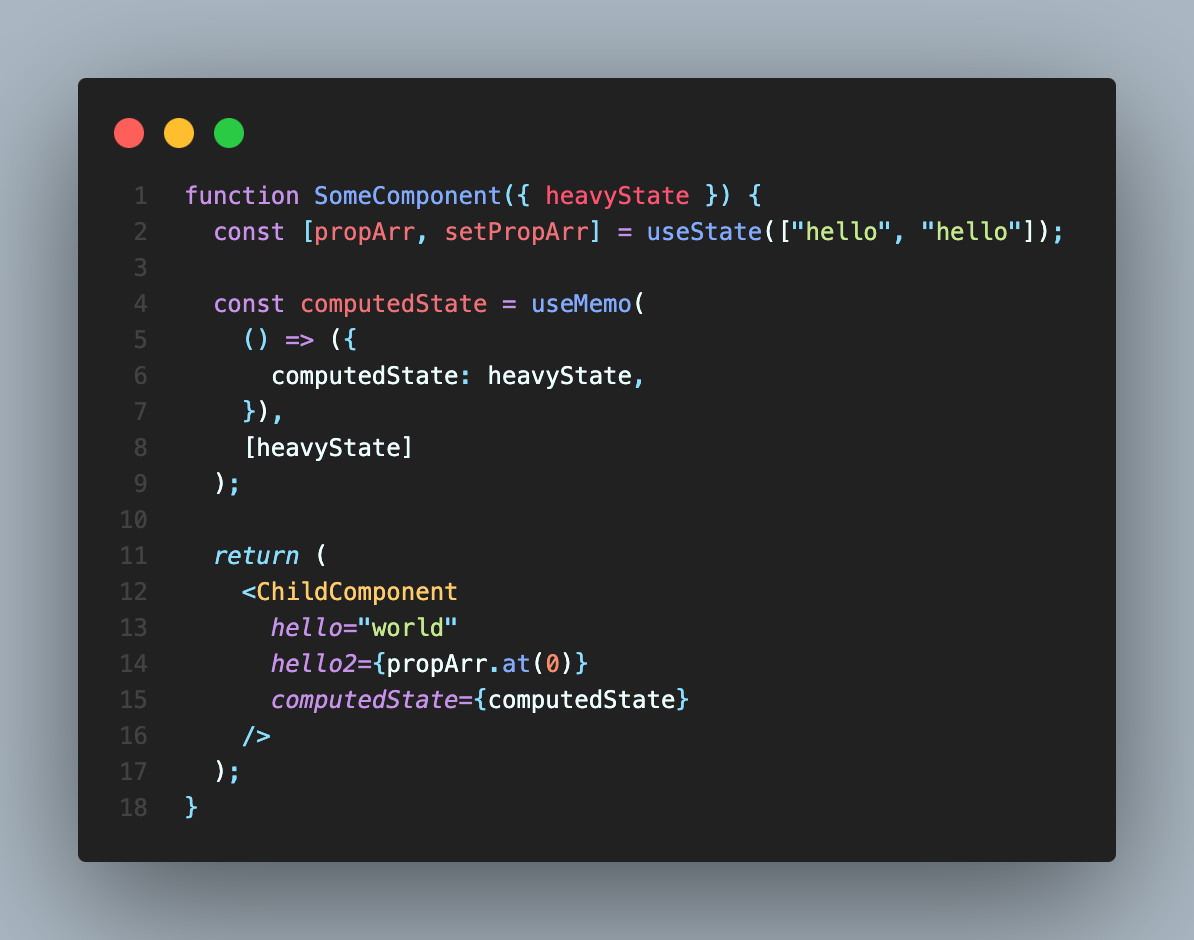 1 function SomeComponent({ heavyState }) {
2   const [propArr, setPropArr] = useState(["hello", "hello"]);
3
4   const computedState = useMemo(
5     () => ({
6       computedState: heavyState,
7     }),
8     [heavyState]
9   );
10
11   return (
12     <ChildComponent
13       hello="world"
14       hello2={propArr.at(0)}
15       computedState={computedState}
16     />
17   );
18 }